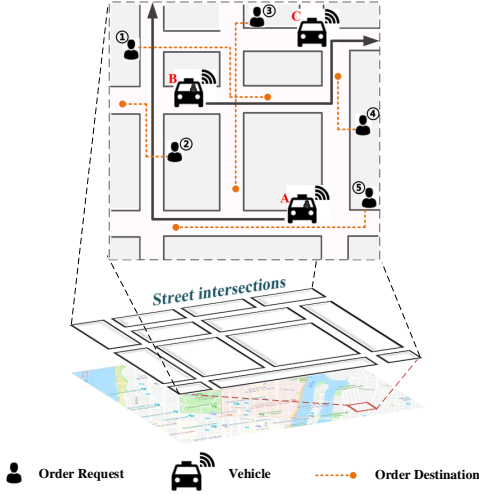 ③
C
①
B
④
②
⑤
A
Street intersections
Order Request
Vehicle
Order Destination